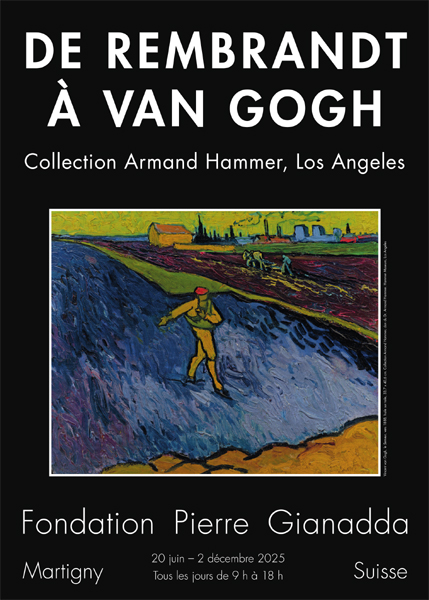 DE REMBRANDT
À VAN GOGH
Collection Armand Hammer, Los Angeles
Fondation Pierre Gianadda
20 juin – 2 décembre 2025
Martigny
Tous les jours de 9 h à 18 h
Suisse